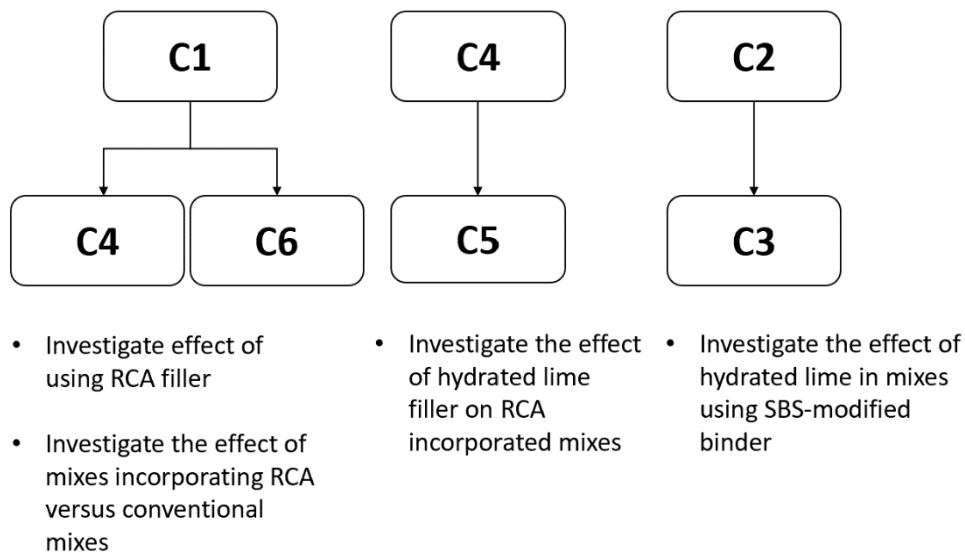 C1
C4
C2
C4
C6
C5
C3
• Investigate effect of
using RCA filler
• Investigate the effect of
mixes incorporating RCA
versus conventional
mixes
• Investigate the effect
of hydrated lime
filler on RCA
incorporated mixes
• Investigate the effect of
hydrated lime in mixes
using SBS-modified
binder